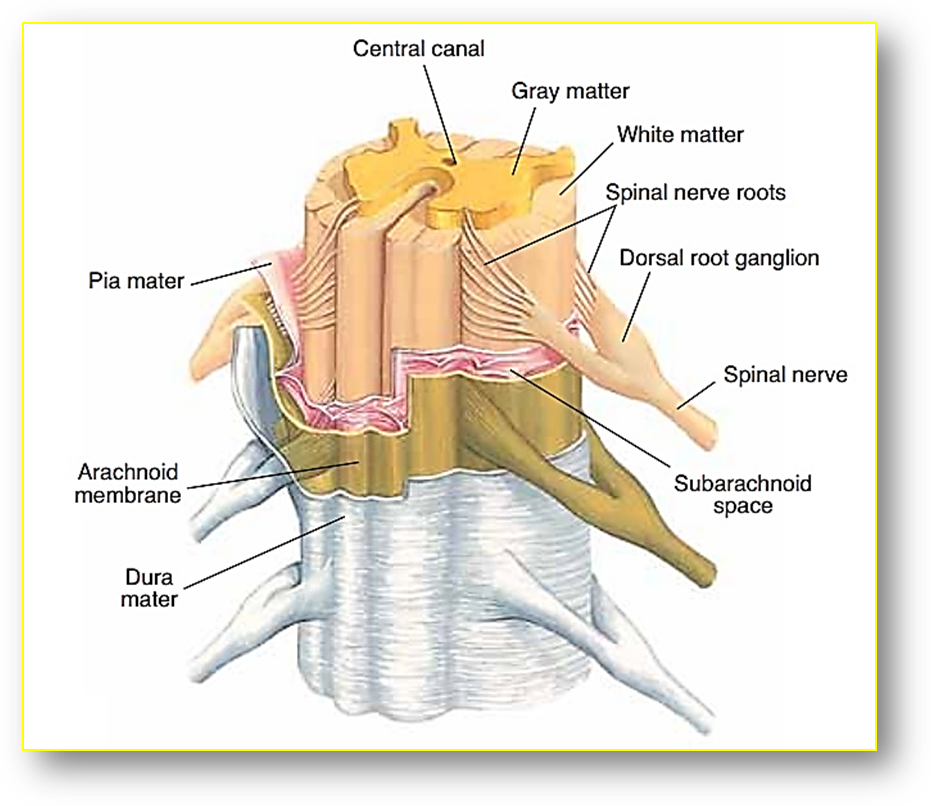 Central canal
Gray matter
White matter
Spinal nerve roots
Dorsal root ganglion
Pia mater
Spinal nerve
Arachnoid
membrane
Subarachnoid
space
Dura
mater